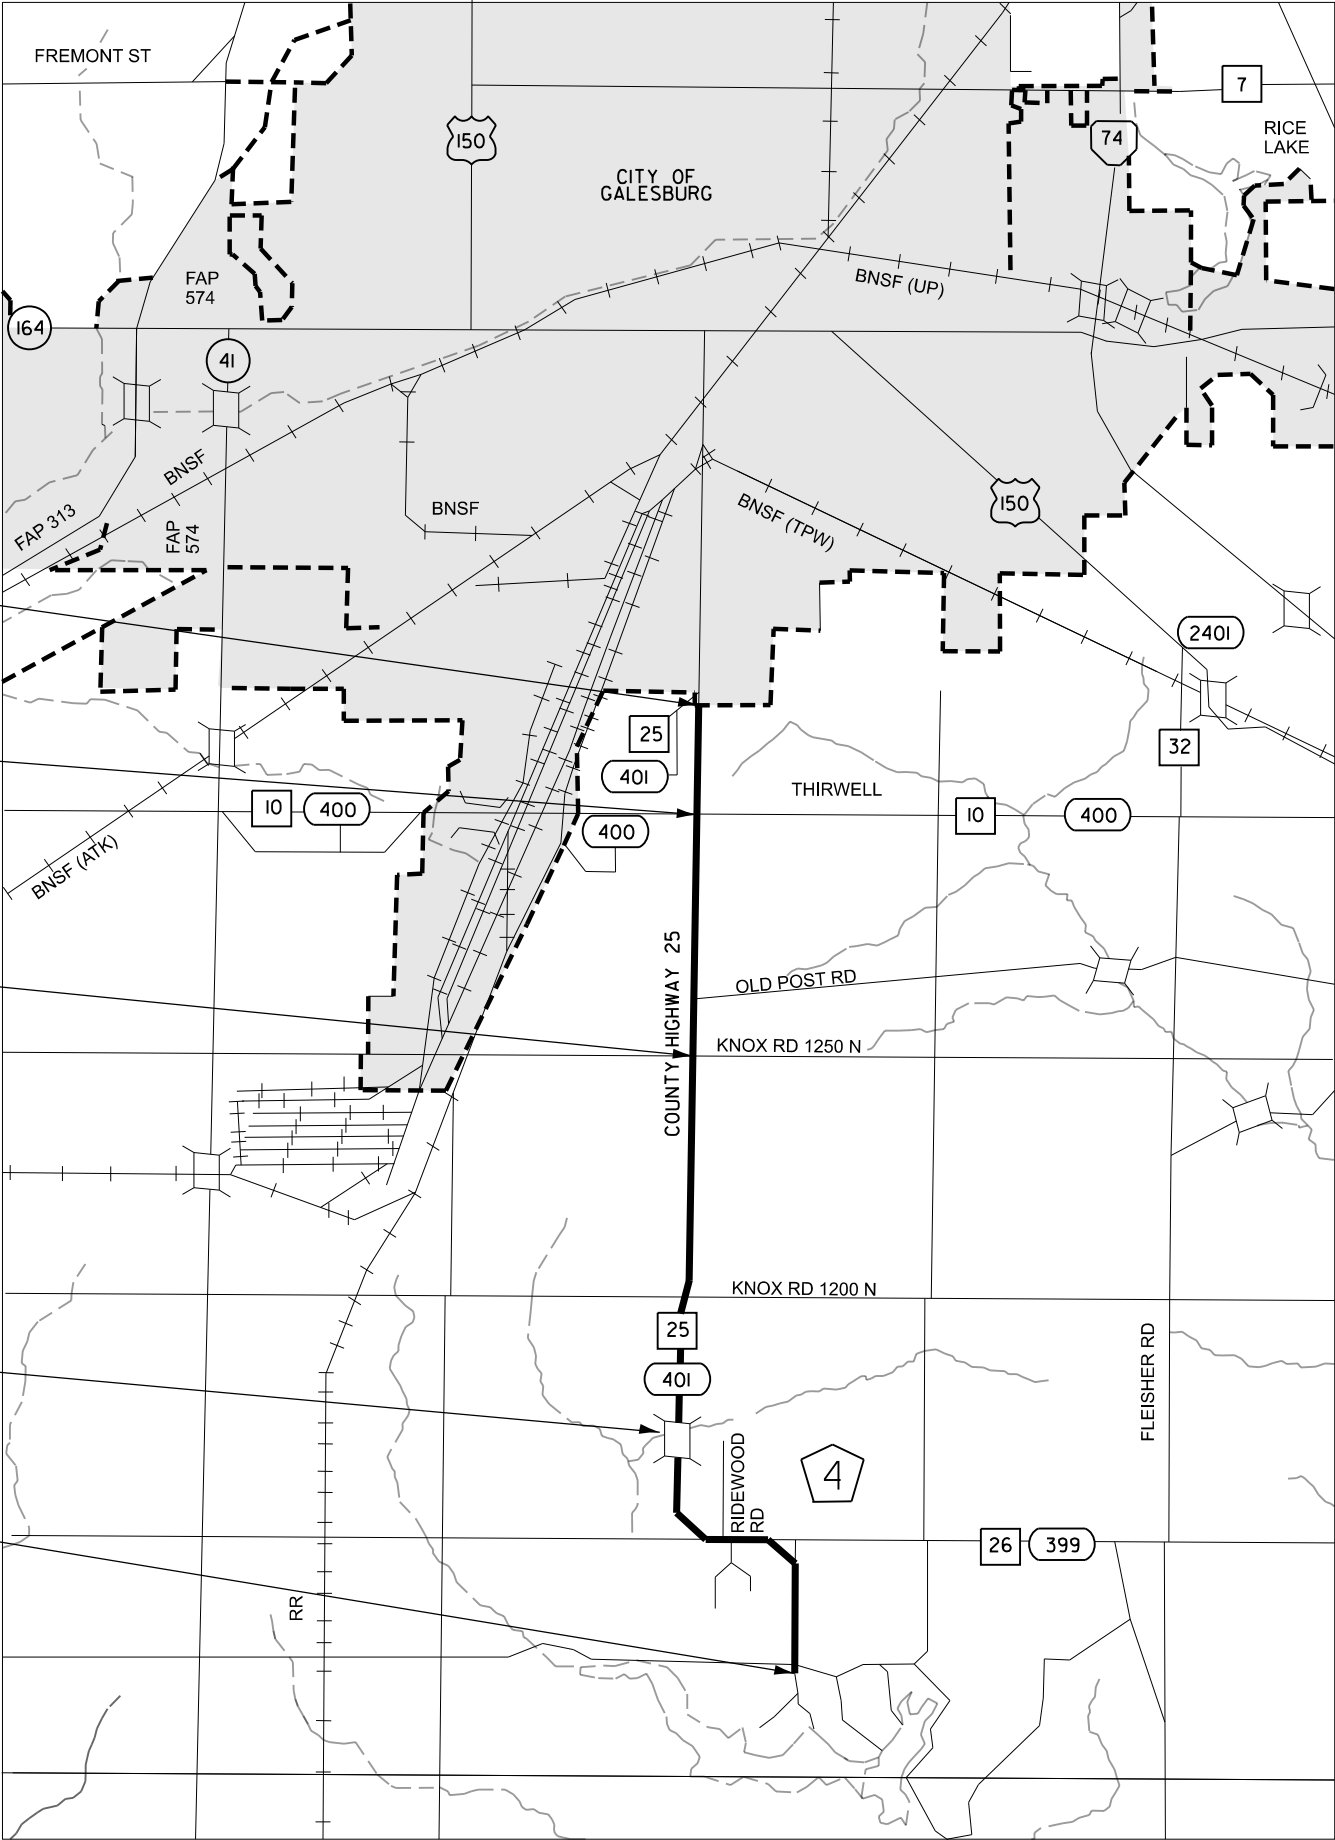 FREMONT ST
7
150
74
RICE
LAKE
CITY OF
GALESBURG
FAP
574
BNSF (UP)
164
41
BNSF
BNSF
150
BNSF (TPW)
FAP 313
FAP
574
2401
25
32
401
THIRWELL
10
400
10
400
400
BNSF (ATK)
COUNTY HIGHWAY 25
OLD POST RD
KNOX RD 1250 N
KNOX RD 1200 N
25
FLEISHER RD
401
RIDEWOOD
RD
4
26
399
RR